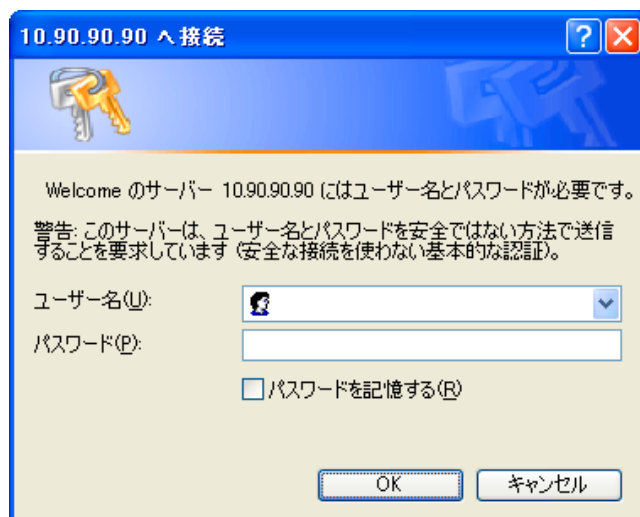 10.90.90.90 へ接続
Welcome のサーバー 10.90.90.90 にはユーザー名とパスワードが必要です。
警告: このサーバーは、ユーザー名とパスワードを安全ではない方法で送信
することを要求しています (安全な接続を使わない基本的な認証)。
ユーザー名(U):
パスワード(P):
パスワードを記憶する(R)
OK キャンセル